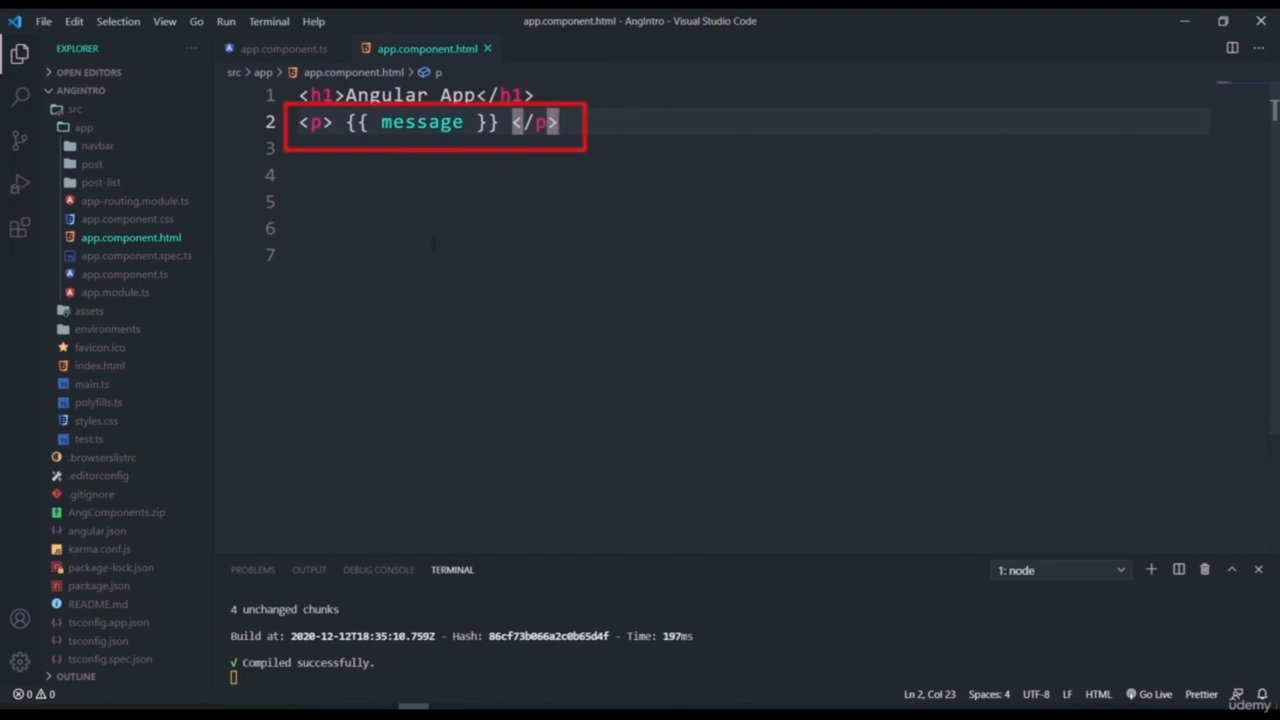 File Edit Selection View Go Run Terminal Help app.component.html - AngIntro - Visual Studio Code
EXPLORER
OPEN EDITORS
ANGINTRO
src
app
navbar
post
post-list
app-routing.module.ts
app.component.css
app.component.html
app.component.spec.ts
app.component.ts
app.module.ts
assets
environments
favicon.ico
index.html
main.ts
polyfills.ts
styles.css
test.ts
.browserslistrc
.editorconfig
.gitignore
AngComponents.zip
angular.json
karma.conf.js
package-lock.json
package.json
README.md
tsconfig.app.json
tsconfig.json
tsconfig.spec.json
OUTLINE
app.component.ts app.component.html
src > app > app.component.html > p
1 <h1>Angular App</h1>
2 <p> {{ message }} </p>
3
4
5
6
7
PROBLEMS OUTPUT DEBUG CONSOLE TERMINAL 1: node
4 unchanged chunks
Build at: 2020-12-12T18:35:10.759Z - Hash: 86cf73b066a2c0b65d4f - Time: 197ms
√ Compiled successfully.
0 0 Ln 2, Col 23 Spaces: 4 UTF-8 LF HTML Go Live Prettier
udemy